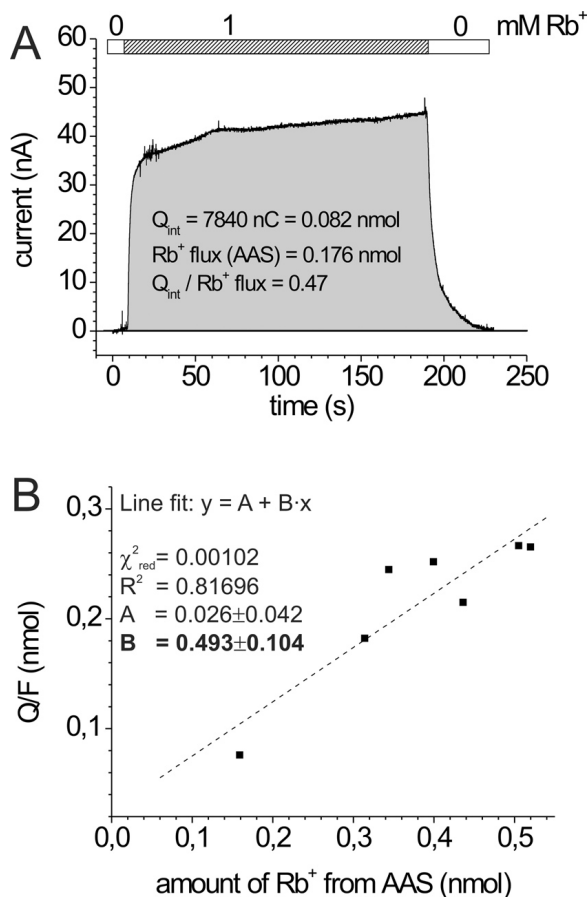 0 1 0 mM Rb⁺
A
60
50
40
30
20
10
0
current (nA)
Q_int = 7840 nC = 0.082 nmol
Rb⁺ flux (AAS) = 0.176 nmol
Q_int / Rb⁺ flux = 0.47
0 50 100 150 200 250
time (s)
B
0,3
0,2
0,1
Q/F (nmol)
Line fit: y = A + B·x
χ²_red = 0.00102
R² = 0.81696
A = 0.026±0.042
B = 0.493±0.104
0,0 0,1 0,2 0,3 0,4 0,5
amount of Rb⁺ from AAS (nmol)